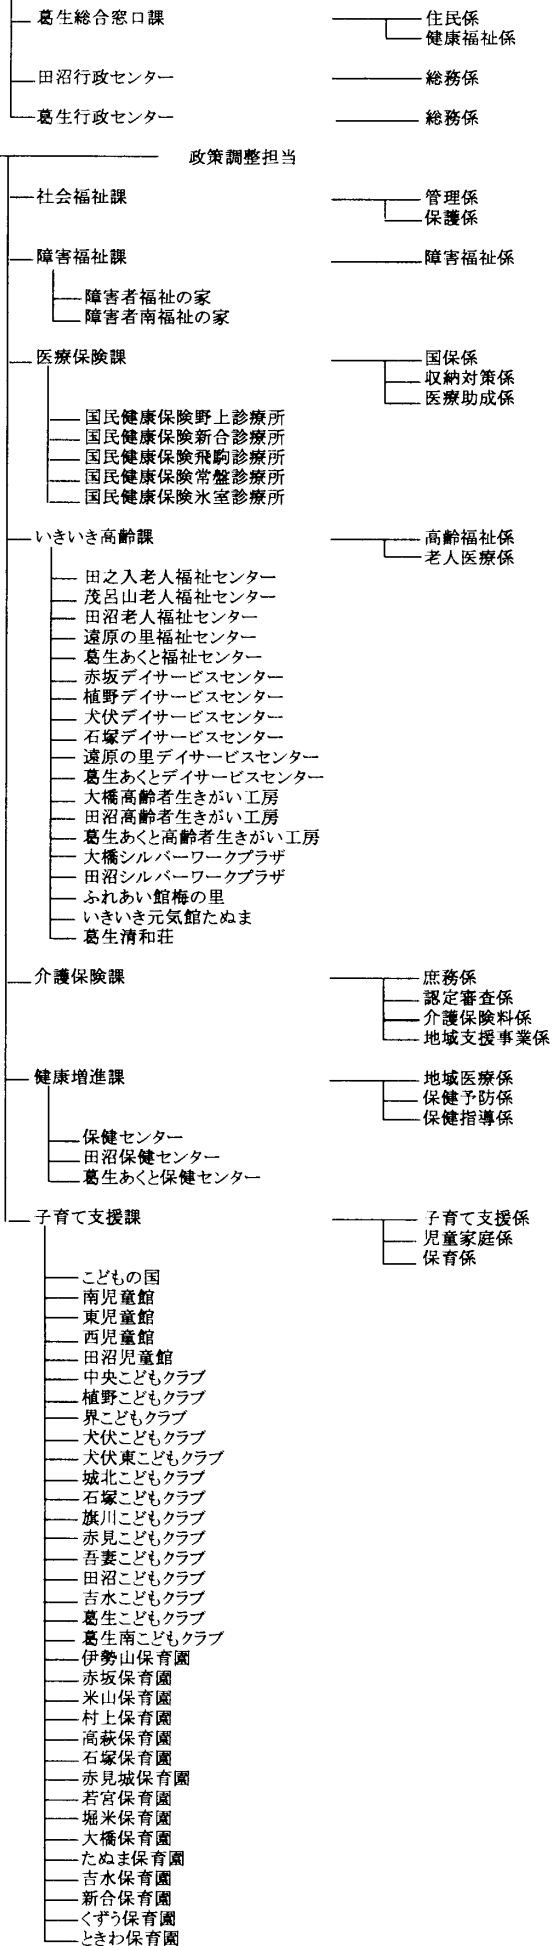 葛生総合窓口課 住民係
健康福祉係
田沼行政センター 総務係
葛生行政センター 総務係
政策調整担当
社会福祉課 管理係
保護係
障害福祉課 障害福祉係
障害者福祉の家
障害者南福祉の家
医療保険課 国保係
収納対策係
医療助成係
国民健康保険野上診療所
国民健康保険新合診療所
国民健康保険飛駒診療所
国民健康保険常盤診療所
国民健康保険氷室診療所
いきいき高齢課 高齢福祉係
老人医療係
田之入老人福祉センター
茂呂山老人福祉センター
田沼老人福祉センター
遠原の里福祉センター
葛生あくと福祉センター
赤坂デイサービスセンター
植野デイサービスセンター
犬伏デイサービスセンター
石塚デイサービスセンター
遠原の里デイサービスセンター
葛生あくとデイサービスセンター
大橋高齢者生きがい工房
田沼高齢者生きがい工房
葛生あくと高齢者生きがい工房
大橋シルバーワークプラザ
田沼シルバーワークプラザ
ふれあい館梅の里
いきいき元気館たぬま
葛生清和荘
介護保険課 庶務係
認定審査係
介護保険料係
地域支援事業係
健康増進課 地域医療係
保健予防係
保健指導係
保健センター
田沼保健センター
葛生あくと保健センター
子育て支援課 子育て支援係
児童家庭係
保育係
こどもの国
南児童館
東児童館
西児童館
田沼児童館
中央こどもクラブ
植野こどもクラブ
界こどもクラブ
犬伏こどもクラブ
犬伏東こどもクラブ
城北こどもクラブ
石塚こどもクラブ
旗川こどもクラブ
赤見こどもクラブ
吾妻こどもクラブ
田沼こどもクラブ
吉水こどもクラブ
葛生こどもクラブ
葛生南こどもクラブ
伊勢山保育園
赤坂保育園
米山保育園
村上保育園
高萩保育園
石塚保育園
赤見城保育園
若宮保育園
堀米保育園
大橋保育園
たぬま保育園
吉水保育園
新合保育園
くずう保育園
ときわ保育園